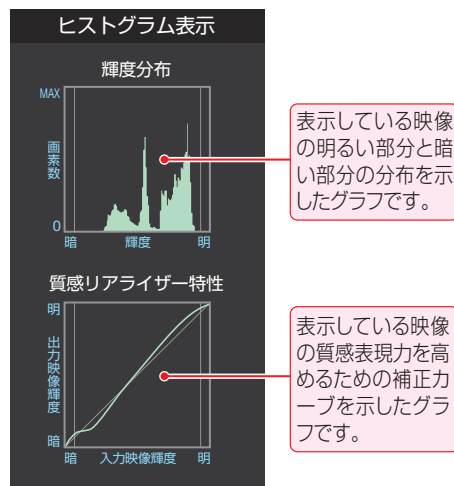 ヒストグラム表示
輝度分布
MAX
画素数
0
暗 輝度 明
表示している映像
の明るい部分と暗
い部分の分布を示
したグラフです。
質感リアライザー特性
明
出力映像輝度
暗
暗 入力映像輝度 明
表示している映像
の質感表現力を高
めるための補正カ
ーブを示したグラ
フです。